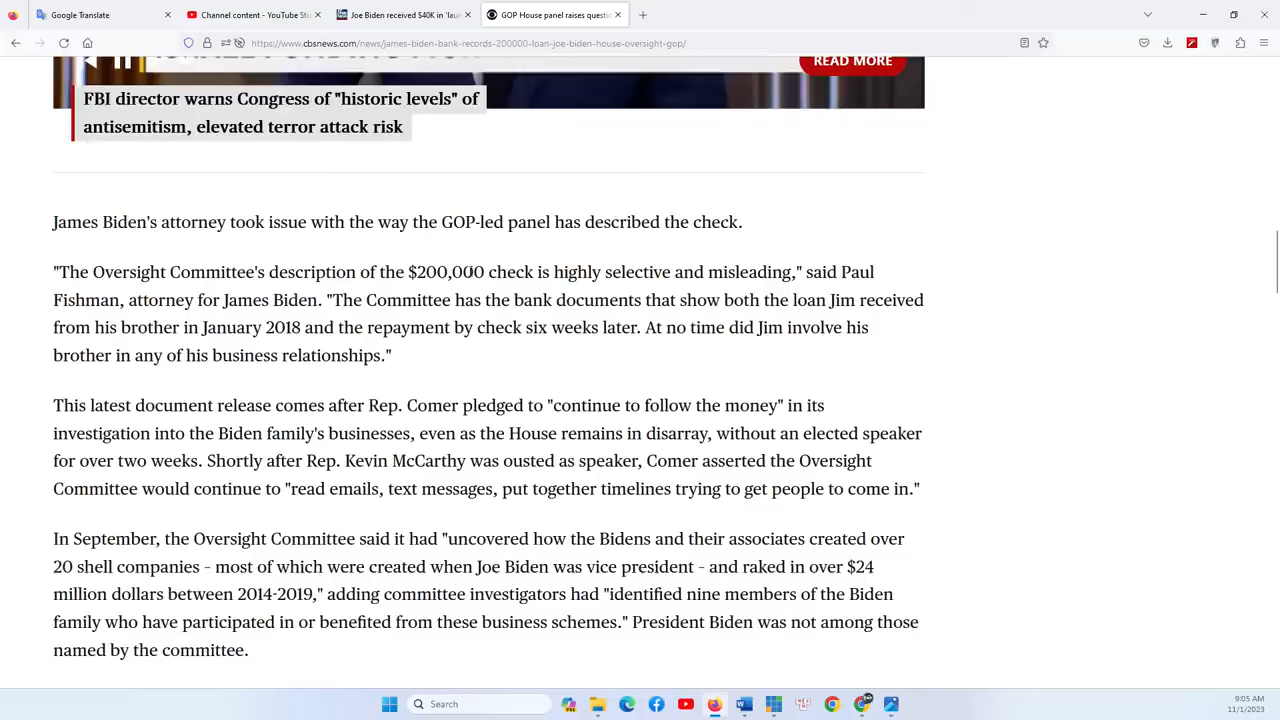 Google Translate
Channel content - YouTube Stu
Joe Biden received $40K in 'laun
GOP House panel raises questio
https://www.cbsnews.com/news/james-biden-bank-records-200000-loan-joe-biden-house-oversight-gop/
READ MORE
FBI director warns Congress of "historic levels" of
antisemitism, elevated terror attack risk
James Biden's attorney took issue with the way the GOP-led panel has described the check.
"The Oversight Committee's description of the $200,000 check is highly selective and misleading," said Paul
Fishman, attorney for James Biden. "The Committee has the bank documents that show both the loan Jim received
from his brother in January 2018 and the repayment by check six weeks later. At no time did Jim involve his
brother in any of his business relationships."
This latest document release comes after Rep. Comer pledged to "continue to follow the money" in its
investigation into the Biden family's businesses, even as the House remains in disarray, without an elected speaker
for over two weeks. Shortly after Rep. Kevin McCarthy was ousted as speaker, Comer asserted the Oversight
Committee would continue to "read emails, text messages, put together timelines trying to get people to come in."
In September, the Oversight Committee said it had "uncovered how the Bidens and their associates created over
20 shell companies – most of which were created when Joe Biden was vice president – and raked in over $24
million dollars between 2014-2019," adding committee investigators had "identified nine members of the Biden
family who have participated in or benefited from these business schemes." President Biden was not among those
named by the committee.
Search
9:05 AM
11/1/2023